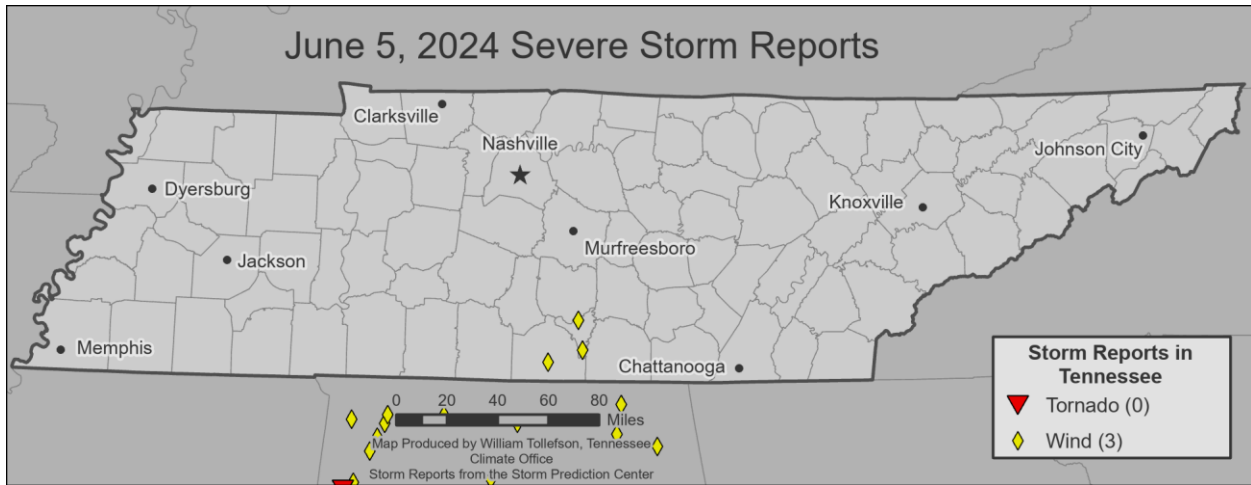 June 5, 2024 Severe Storm Reports
Clarksville
Nashville
Johnson City
Dyersburg
Knoxville
Murfreesboro
Jackson
Memphis
Chattanooga
Storm Reports in
Tennessee
Tornado (0)
Wind (3)
0 20 40 60 80
Miles
Map Produced by William Tollefson, Tennessee
Climate Office
Storm Reports from the Storm Prediction Center